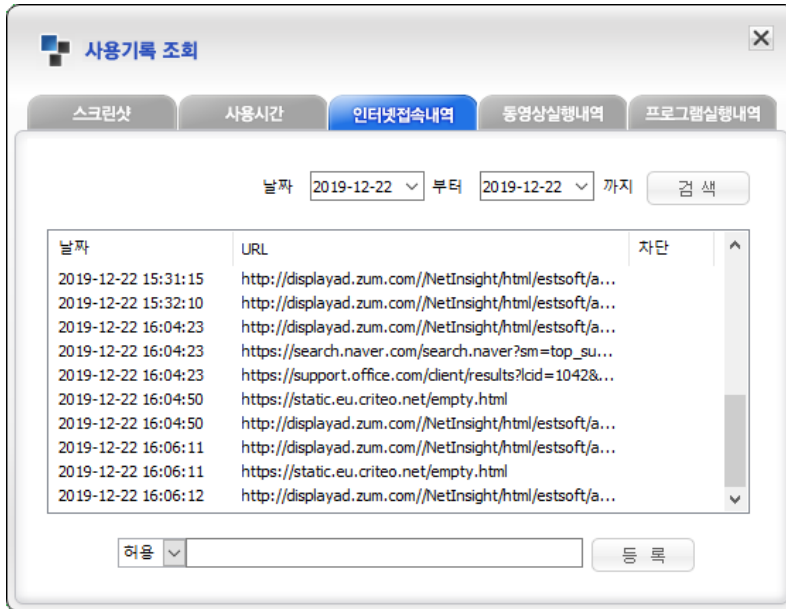 사용기록 조회
스크린샷 사용시간 인터넷접속내역 동영상실행내역 프로그램실행내역
날짜 2019-12-22 부터 2019-12-22 까지 검 색
날짜 URL 차단
2019-12-22 15:31:15 http://displayad.zum.com//NetInsight/html/estsoft/a...
2019-12-22 15:32:10 http://displayad.zum.com//NetInsight/html/estsoft/a...
2019-12-22 16:04:23 http://displayad.zum.com//NetInsight/html/estsoft/a...
2019-12-22 16:04:23 https://search.naver.com/search.naver?sm=top_su...
2019-12-22 16:04:23 https://support.office.com/client/results?lcid=1042&...
2019-12-22 16:04:50 https://static.eu.criteo.net/empty.html
2019-12-22 16:04:50 http://displayad.zum.com//NetInsight/html/estsoft/a...
2019-12-22 16:06:11 http://displayad.zum.com//NetInsight/html/estsoft/a...
2019-12-22 16:06:11 https://static.eu.criteo.net/empty.html
2019-12-22 16:06:12 http://displayad.zum.com//NetInsight/html/estsoft/a...
허용 등 록